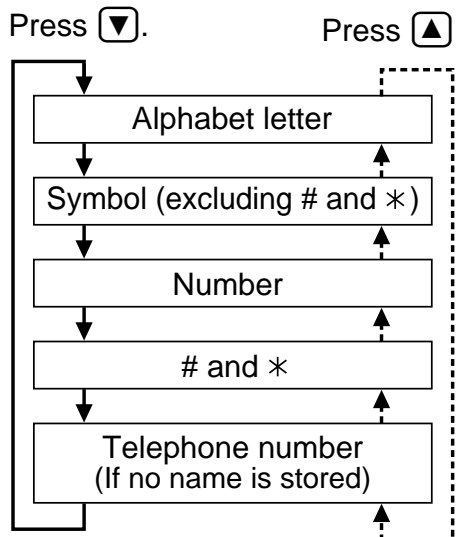 Press ▼.
Press ▲
Alphabet letter
Symbol (excluding # and ✳)
Number
# and ✳
Telephone number
(If no name is stored)